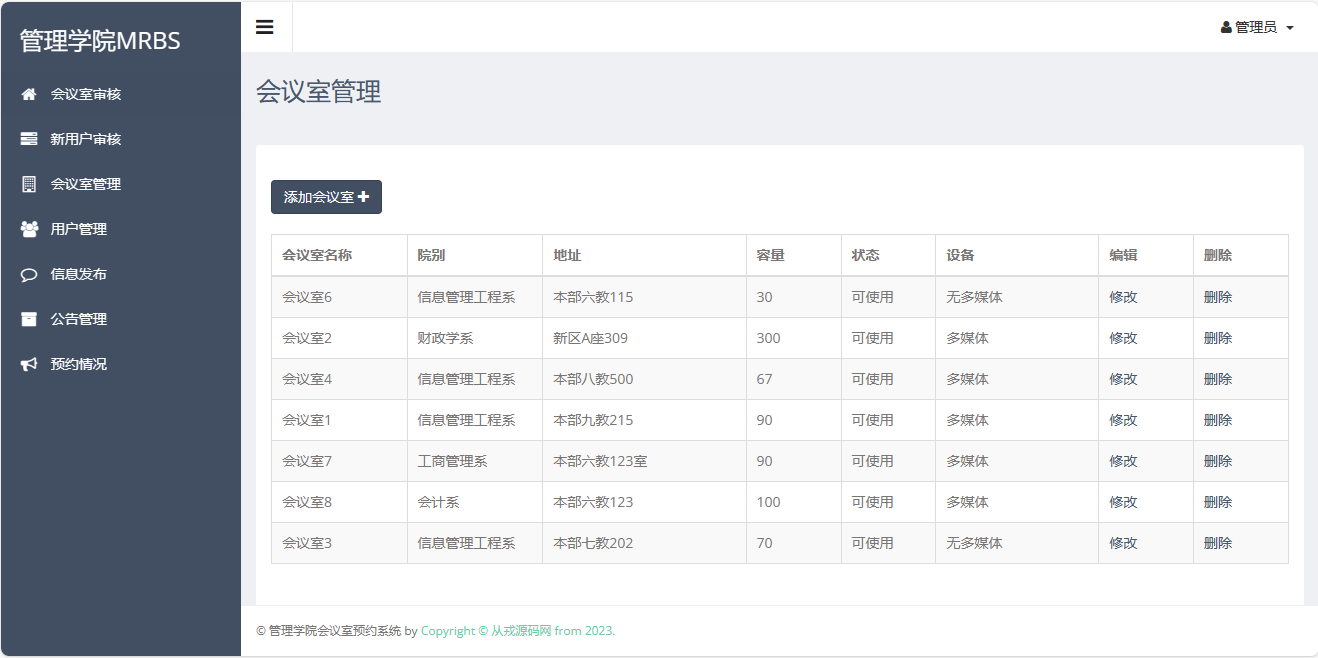 管理学院MRBS
管理员
会议室审核
新用户审核
会议室管理
用户管理
信息发布
公告管理
预约情况
会议室管理
添加会议室
会议室名称 院别 地址 容量 状态 设备 编辑 删除
会议室6 信息管理工程系 本部六教115 30 可使用 无多媒体 修改 删除
会议室2 财政学系 新区A座309 300 可使用 多媒体 修改 删除
会议室4 信息管理工程系 本部八教500 67 可使用 多媒体 修改 删除
会议室1 信息管理工程系 本部九教215 90 可使用 多媒体 修改 删除
会议室7 工商管理系 本部六教123室 90 可使用 多媒体 修改 删除
会议室8 会计系 本部六教123 100 可使用 多媒体 修改 删除
会议室3 信息管理工程系 本部七教202 70 可使用 无多媒体 修改 删除
© 管理学院会议室预约系统 by Copyright © 从戎源码网 from 2023.